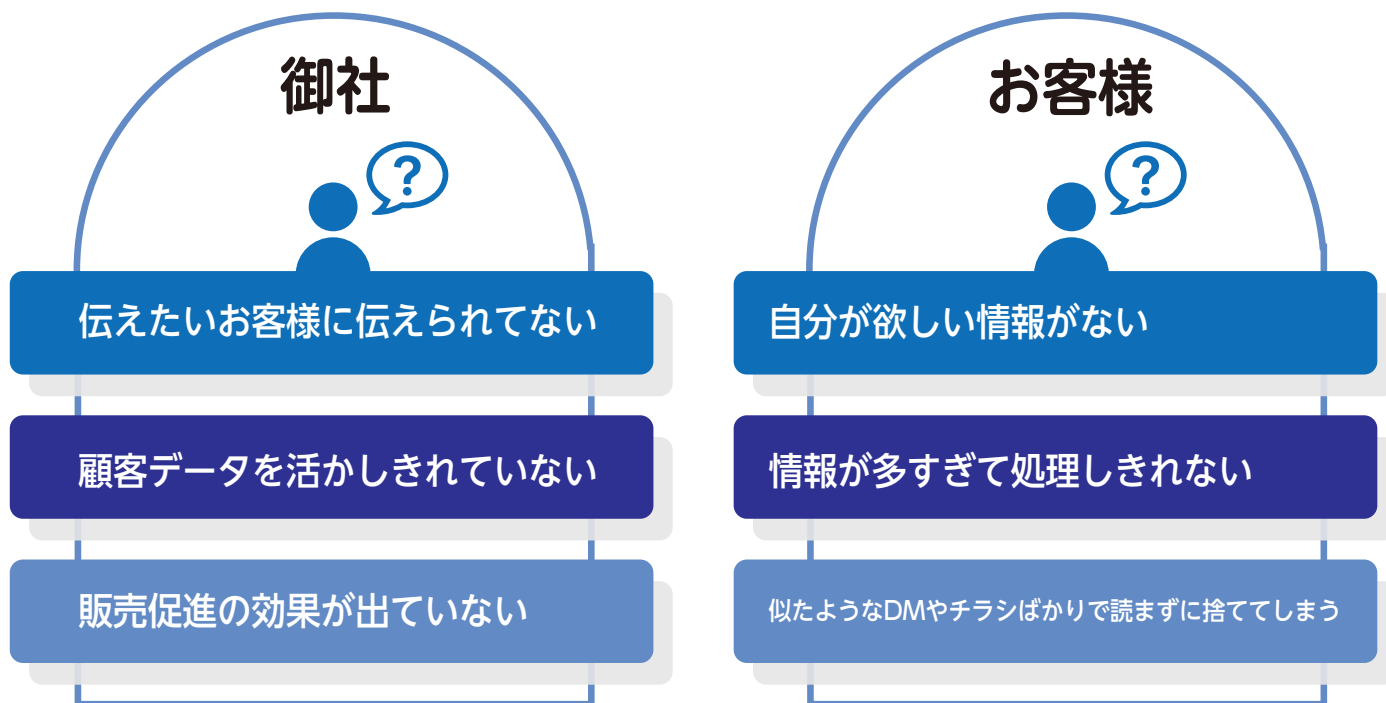 御社
?
伝えたいお客様に伝えられてない
顧客データを活かしきれていない
販売促進の効果が出ていない
お客様
?
自分が欲しい情報がない
情報が多すぎて処理しきれない
似たようなDMやチラシばかりで読まずに捨ててしまう